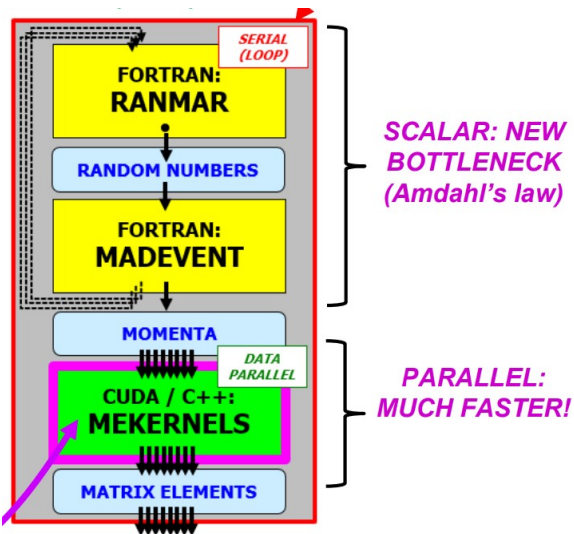 SERIAL
(LOOP)
FORTRAN:
RANMAR
RANDOM NUMBERS
FORTRAN:
MADEVENT
SCALAR: NEW
BOTTLENECK
(Amdahl's law)
MOMENTA
DATA
PARALLEL
CUDA / C++:
MEKERNELS
MATRIX ELEMENTS
PARALLEL:
MUCH FASTER!